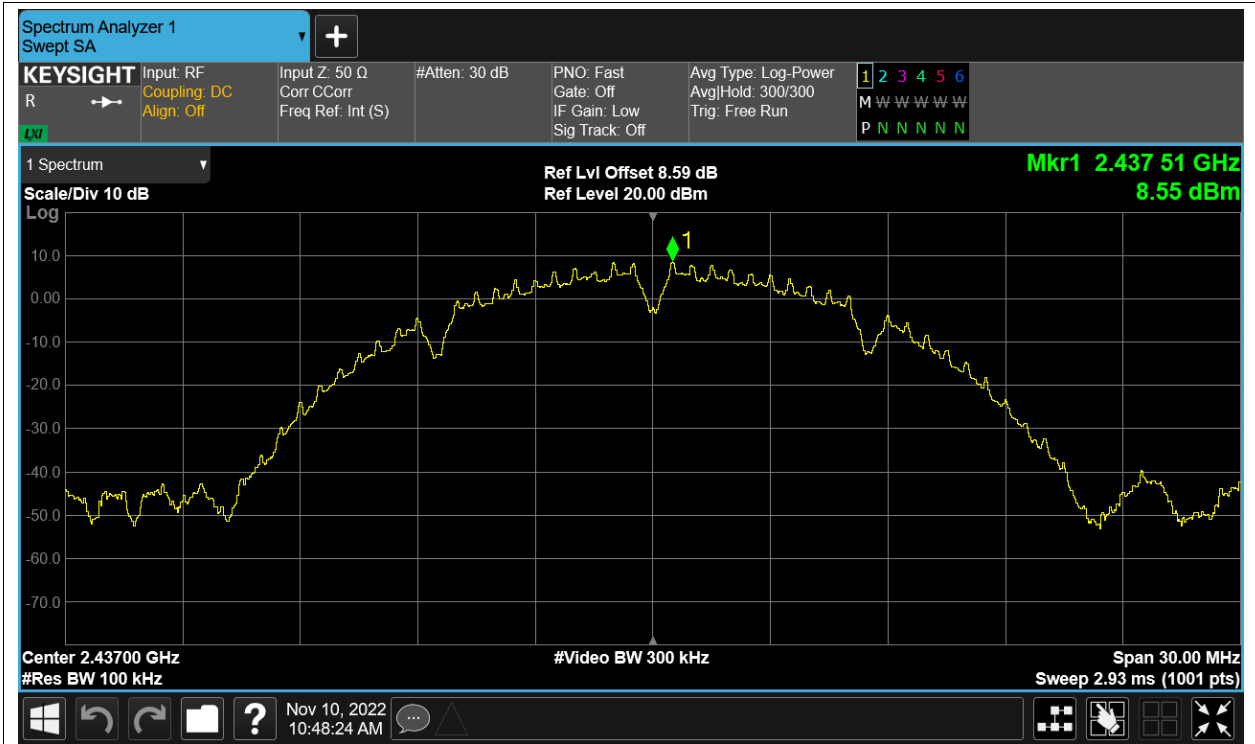 Spectrum Analyzer 1
Swept SA
KEYSIGHT
R
LXI
Input: RF
Coupling: DC
Align: Off
Input Z: 50 Ω
Corr CCorr
Freq Ref: Int (S)
#Atten: 30 dB
PNO: Fast
Gate: Off
IF Gain: Low
Sig Track: Off
Avg Type: Log-Power
Avg|Hold: 300/300
Trig: Free Run
1 2 3 4 5 6
M W W W W W
P N N N N N
1 Spectrum
Scale/Div 10 dB
Log
Ref Lvl Offset 8.59 dB
Ref Level 20.00 dBm
Mkr1 2.437 51 GHz
8.55 dBm
1
10.0
0.00
-10.0
-20.0
-30.0
-40.0
-50.0
-60.0
-70.0
Center 2.43700 GHz
#Res BW 100 kHz
#Video BW 300 kHz
Span 30.00 MHz
Sweep 2.93 ms (1001 pts)
?
Nov 10, 2022
10:48:24 AM